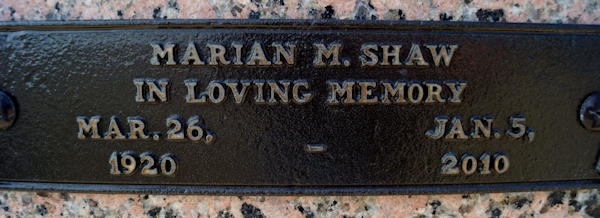 MARIAN M. SHAW
IN LOVING MEMORY
MAR. 26, - JAN. 5,
1920 2010